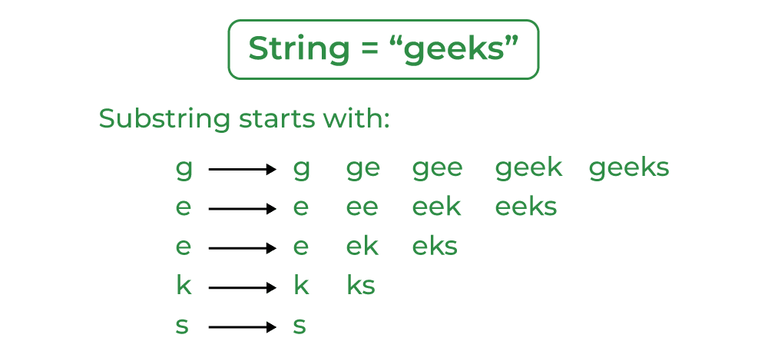 String = “geeks”
Substring starts with:
g g ge gee geek geeks
e e ee eek eeks
e e ek eks
k k ks
s s